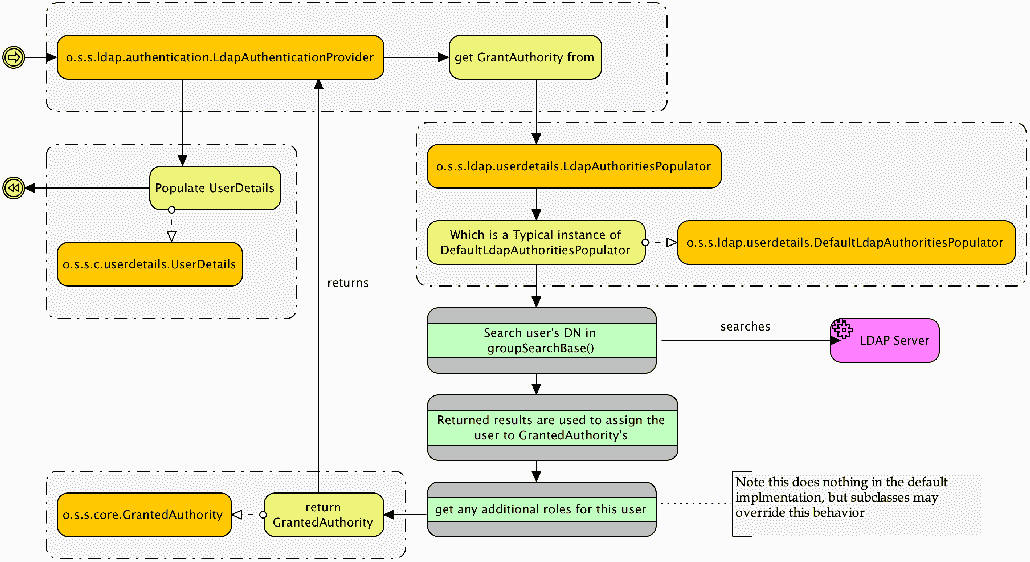 o.s.s.ldap.authentication.LdapAuthenticationProvider
get GrantAuthority from
o.s.s.ldap.userdetails.LdapAuthoritiesPopulator
Populate UserDetails
Which is a Typical instance of
DefaultLdapAuthoritiesPopulator
o.s.s.ldap.userdetails.DefaultLdapAuthoritiesPopulator
o.s.s.c.userdetails.UserDetails
returns
Search user's DN in
groupSearchBase()
searches
LDAP Server
Returned results are used to assign the
user to GrantedAuthority's
get any additional roles for this user
Note this does nothing in the default
implmentation, but subclasses may
override this behavior
return
GrantedAuthority
o.s.s.core.GrantedAuthority